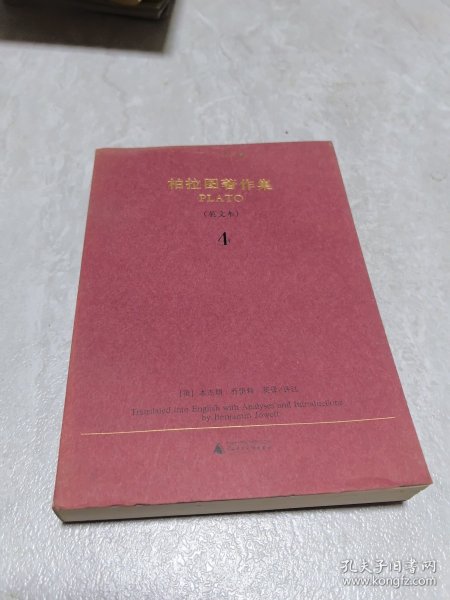 柏拉图著作集
PLATO
（英文本）
4
［英］本杰明·乔伊特 英译/评注
Translated into English with Analyses and Introductions
by Benjamin Jowett
孔夫子旧书网
www.kongfz.com